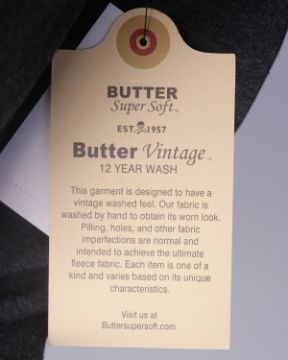 BUTTER
Super Soft™
EST. 1957
Butter Vintage™
12 YEAR WASH
This garment is designed to have a
vintage washed feel. Our fabric is
washed by hand to obtain its worn look.
Pilling, holes, and other fabric
imperfections are normal and
intended to achieve the ultimate
fleece fabric. Each item is one of a
kind and varies based on its unique
characteristics.
Visit us at
Buttersupersoft.com